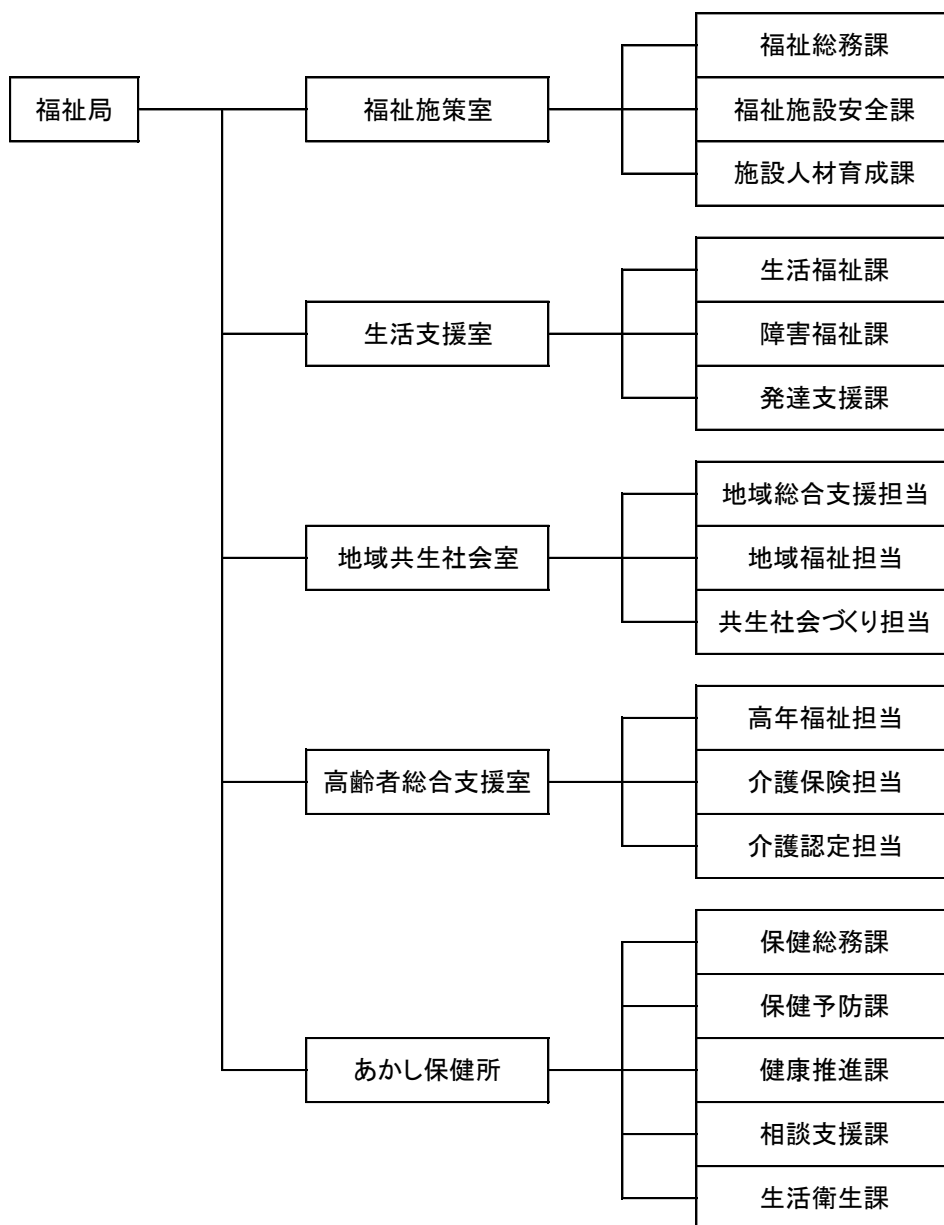 福祉局
福祉施策室
福祉総務課
福祉施設安全課
施設人材育成課
生活支援室
生活福祉課
障害福祉課
発達支援課
地域共生社会室
地域総合支援担当
地域福祉担当
共生社会づくり担当
高齢者総合支援室
高年福祉担当
介護保険担当
介護認定担当
あかし保健所
保健総務課
保健予防課
健康推進課
相談支援課
生活衛生課